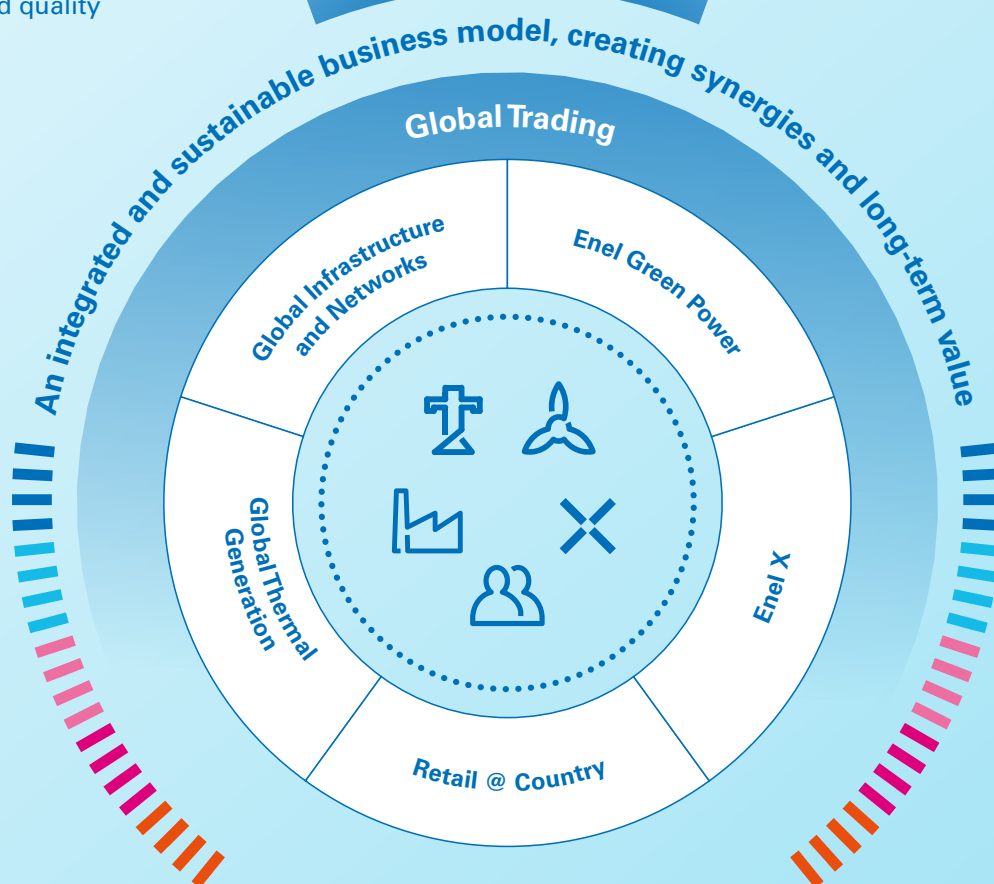 quality
An integrated and sustainable business model, creating synergies and long-term value
Global Trading
Global Infrastructure
and Networks
Enel Green Power
Global Thermal
Generation
Enel X
Retail @ Country